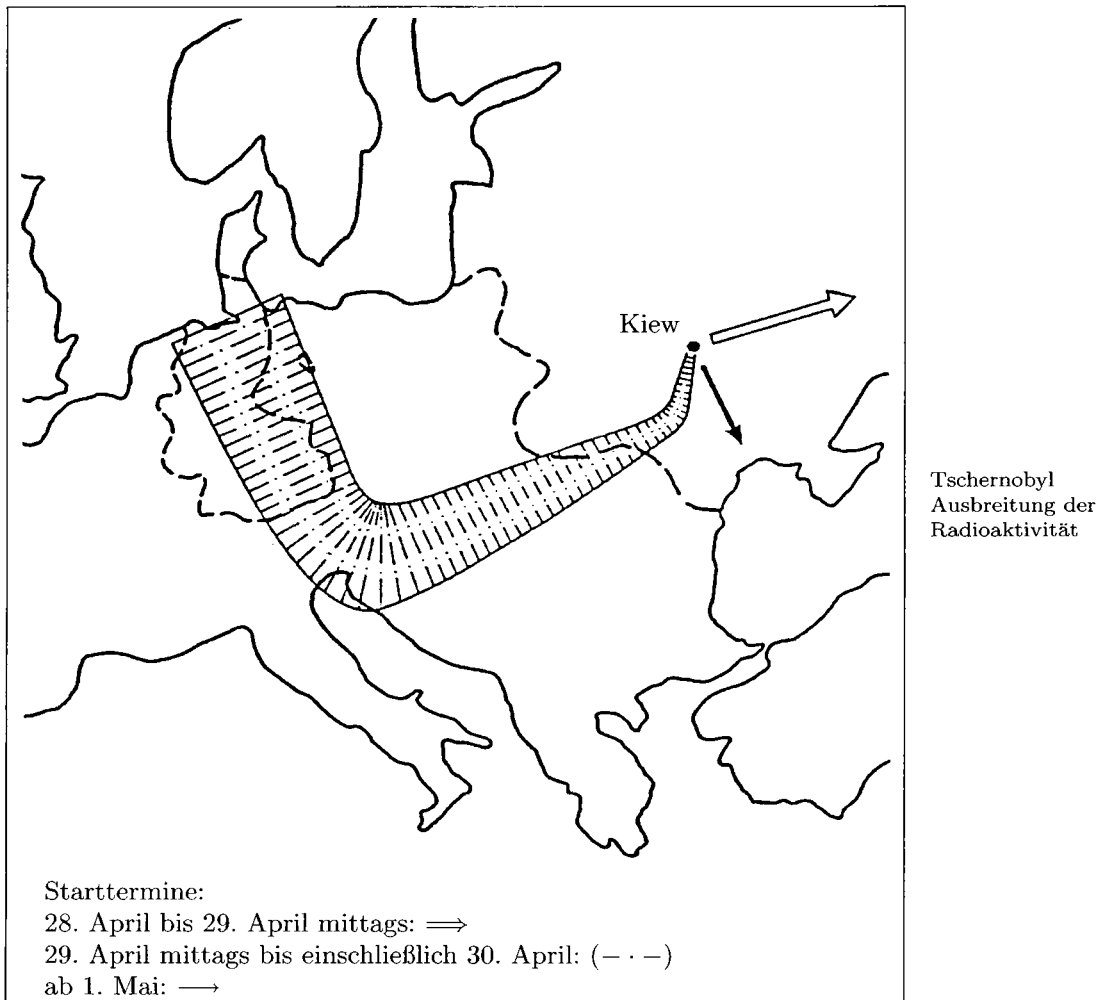 Kiew
Tschernobyl
Ausbreitung der
Radioaktivität
Starttermine:
28. April bis 29. April mittags: ⟹
29. April mittags bis einschließlich 30. April: (− · −)
ab 1. Mai: ⟶